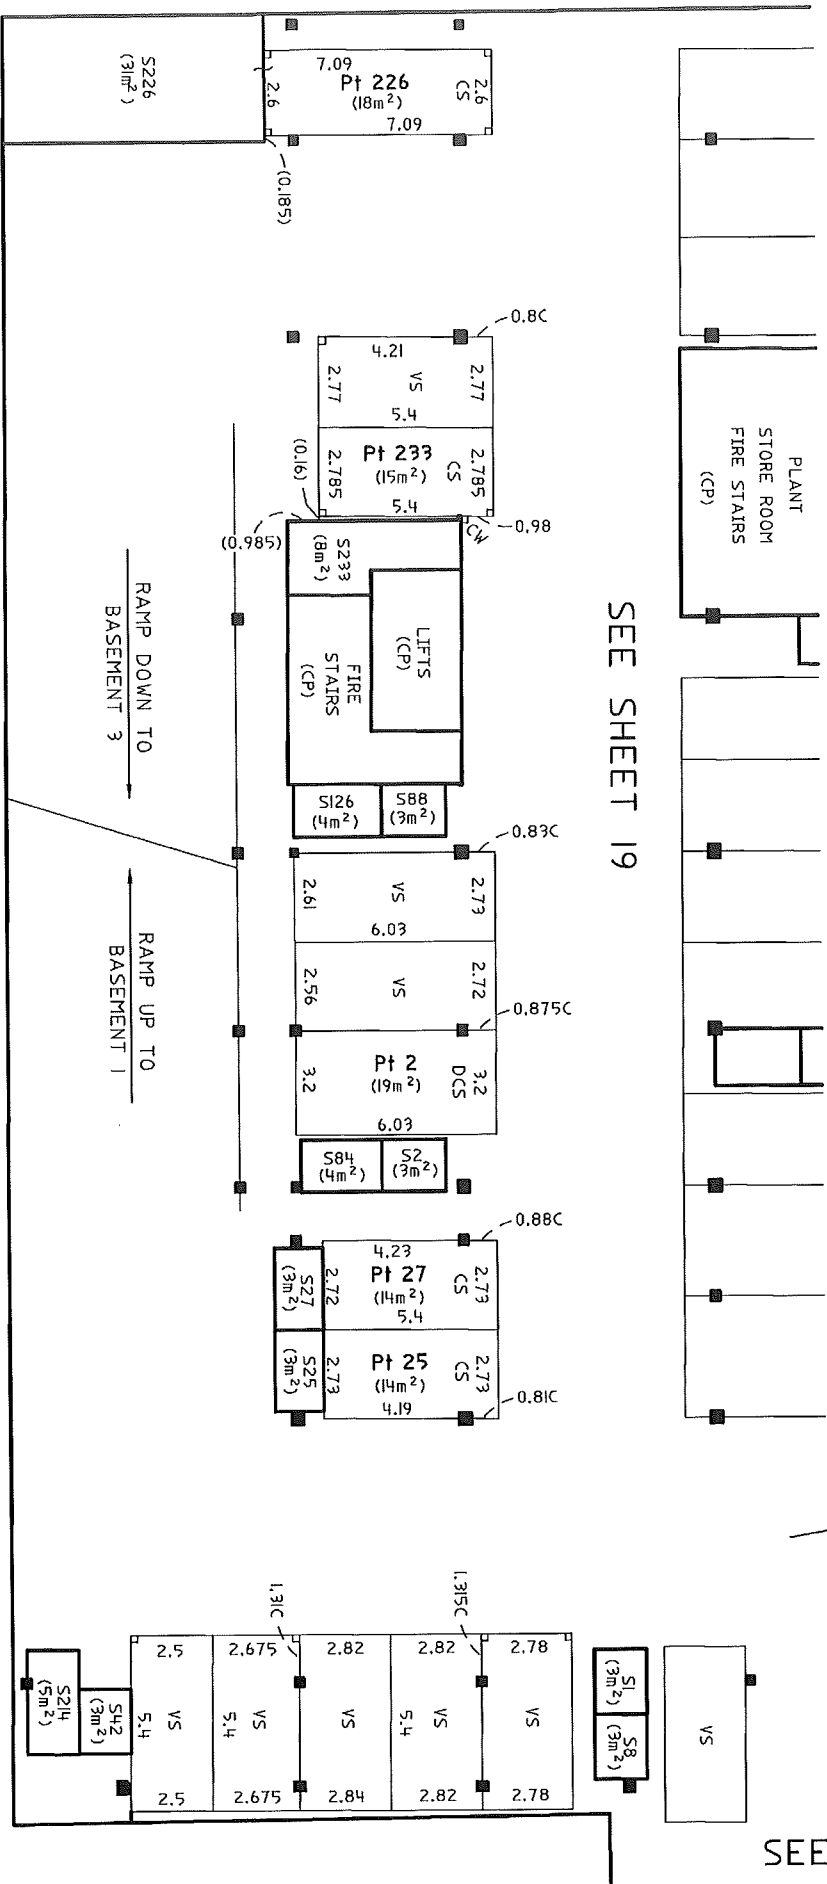 S226
(31m²)
7.09
Pt 226
(18m²)
7.09
2.6
CS
2.6
(0.185)
0.8C
4.21
2.77
VS
2.77
5.4
Pt 233
(15m²)
2.785
CS
2.785
5.4
(0.16)
(0.985)
0.98
CW
S233
(8m²)
LIFTS
(CP)
FIRE
STAIRS
(CP)
PLANT
STORE ROOM
FIRE STAIRS
(CP)
SEE SHEET 19
RAMP DOWN TO
BASEMENT 3
S126
(4m²)
S88
(3m²)
0.83C
2.61
VS
2.73
6.03
2.56
VS
2.72
0.875C
Pt 2
(19m²)
3.2
DCS
3.2
6.03
RAMP UP TO
BASEMENT 1
S84
(4m²)
S2
(3m²)
0.88C
4.23
Pt 27
(14m²)
5.4
2.72
CS
2.73
S27
(3m²)
S25
(3m²)
Pt 25
(14m²)
4.19
2.73
CS
2.73
0.81C
1.31C
1.315C
2.5
2.675
2.82
2.82
2.78
5.4
VS
5.4
VS
VS
5.4
VS
VS
2.5
2.675
2.84
2.82
2.78
S214
(5m²)
S42
(3m²)
S1
(3m²)
S8
(3m²)
VS
SEE